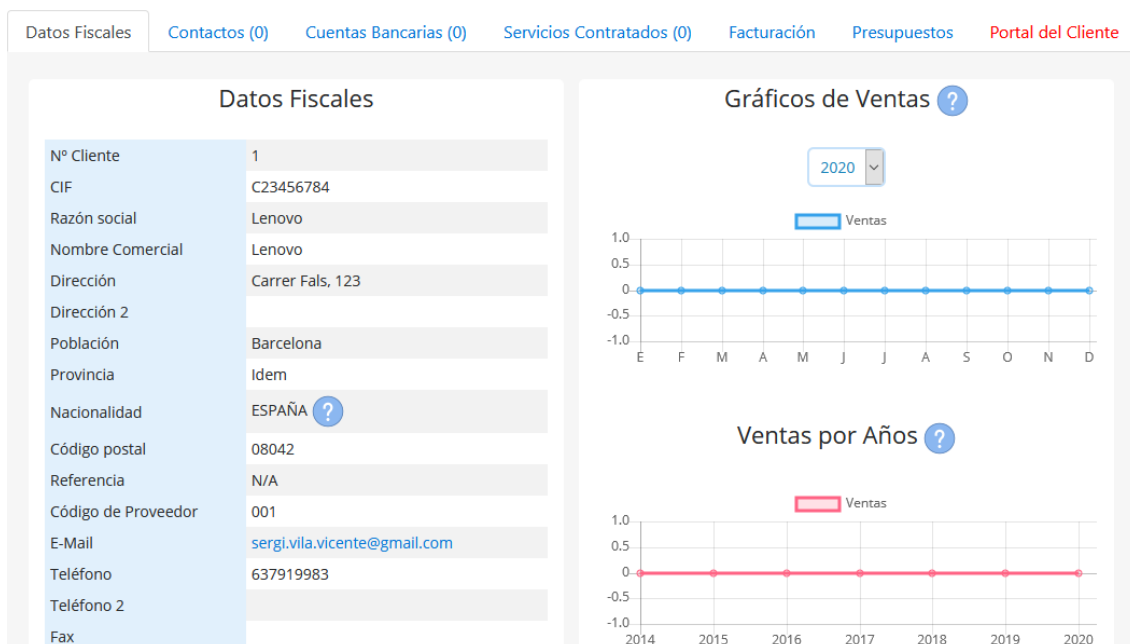 Datos Fiscales Contactos (0) Cuentas Bancarias (0) Servicios Contratados (0) Facturación Presupuestos Portal del Cliente
Datos Fiscales
Nº Cliente 1
CIF C23456784
Razón social Lenovo
Nombre Comercial Lenovo
Dirección Carrer Fals, 123
Dirección 2
Población Barcelona
Provincia Idem
Nacionalidad ESPAÑA ?
Código postal 08042
Referencia N/A
Código de Proveedor 001
E-Mail sergi.vila.vicente@gmail.com
Teléfono 637919983
Teléfono 2
Fax
Gráficos de Ventas ?
2020
Ventas
1.0
0.5
0
-0.5
-1.0
E F M A M J J A S O N D
Ventas por Años ?
Ventas
1.0
0.5
0
-0.5
-1.0
2014 2015 2016 2017 2018 2019 2020